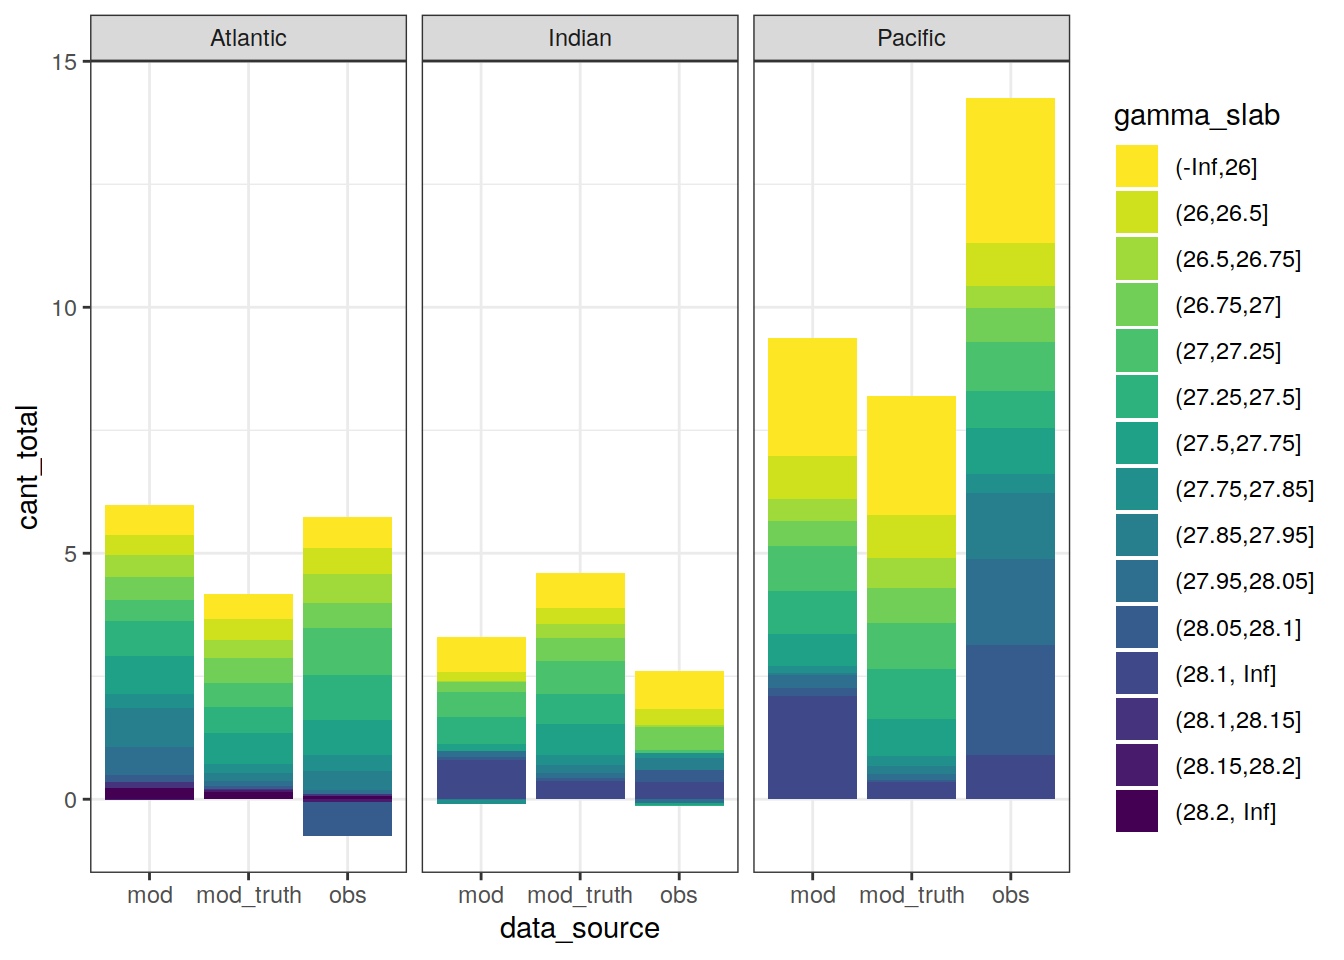 Atlantic
Indian
Pacific
15
10
5
0
cant_total
mod
mod_truth
obs
mod
mod_truth
obs
mod
mod_truth
obs
data_source
gamma_slab
(-Inf,26]
(26,26.5]
(26.5,26.75]
(26.75,27]
(27,27.25]
(27.25,27.5]
(27.5,27.75]
(27.75,27.85]
(27.85,27.95]
(27.95,28.05]
(28.05,28.1]
(28.1, Inf]
(28.1,28.15]
(28.15,28.2]
(28.2, Inf]